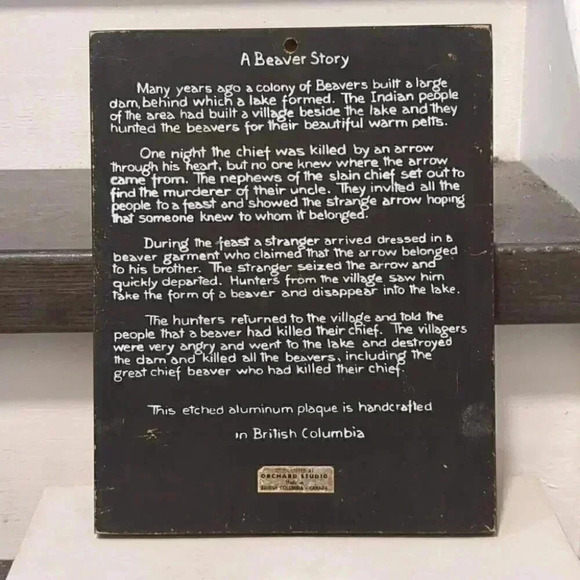 A Beaver Story
Many years ago a colony of Beavers built a large
dam, behind which a lake formed. The Indian people
of the area had built a village beside the lake and they
hunted the beavers for their beautiful warm pelts.
One night the chief was killed by an arrow
through his heart, but no one knew where the arrow
came from. The nephews of the slain chief set out to
find the murderer of their uncle. They invited all the
people to a feast and showed the strange arrow hoping
that someone knew to whom it belonged.
During the feast a stranger arrived dressed in a
beaver garment who claimed that the arrow belonged
to his brother. The stranger seized the arrow and
quickly departed. Hunters from the village saw him
take the form of a beaver and disappear into the lake.
The hunters returned to the village and told the
people that a beaver had killed their chief. The villagers
were very angry and went to the lake and destroyed
the dam and killed all the beavers, including the
great chief beaver who had killed their chief.
This etched aluminum plaque is handcrafted
in British Columbia
ORCHARD STUDIO
Made in
BRITISH COLUMBIA - CANADA